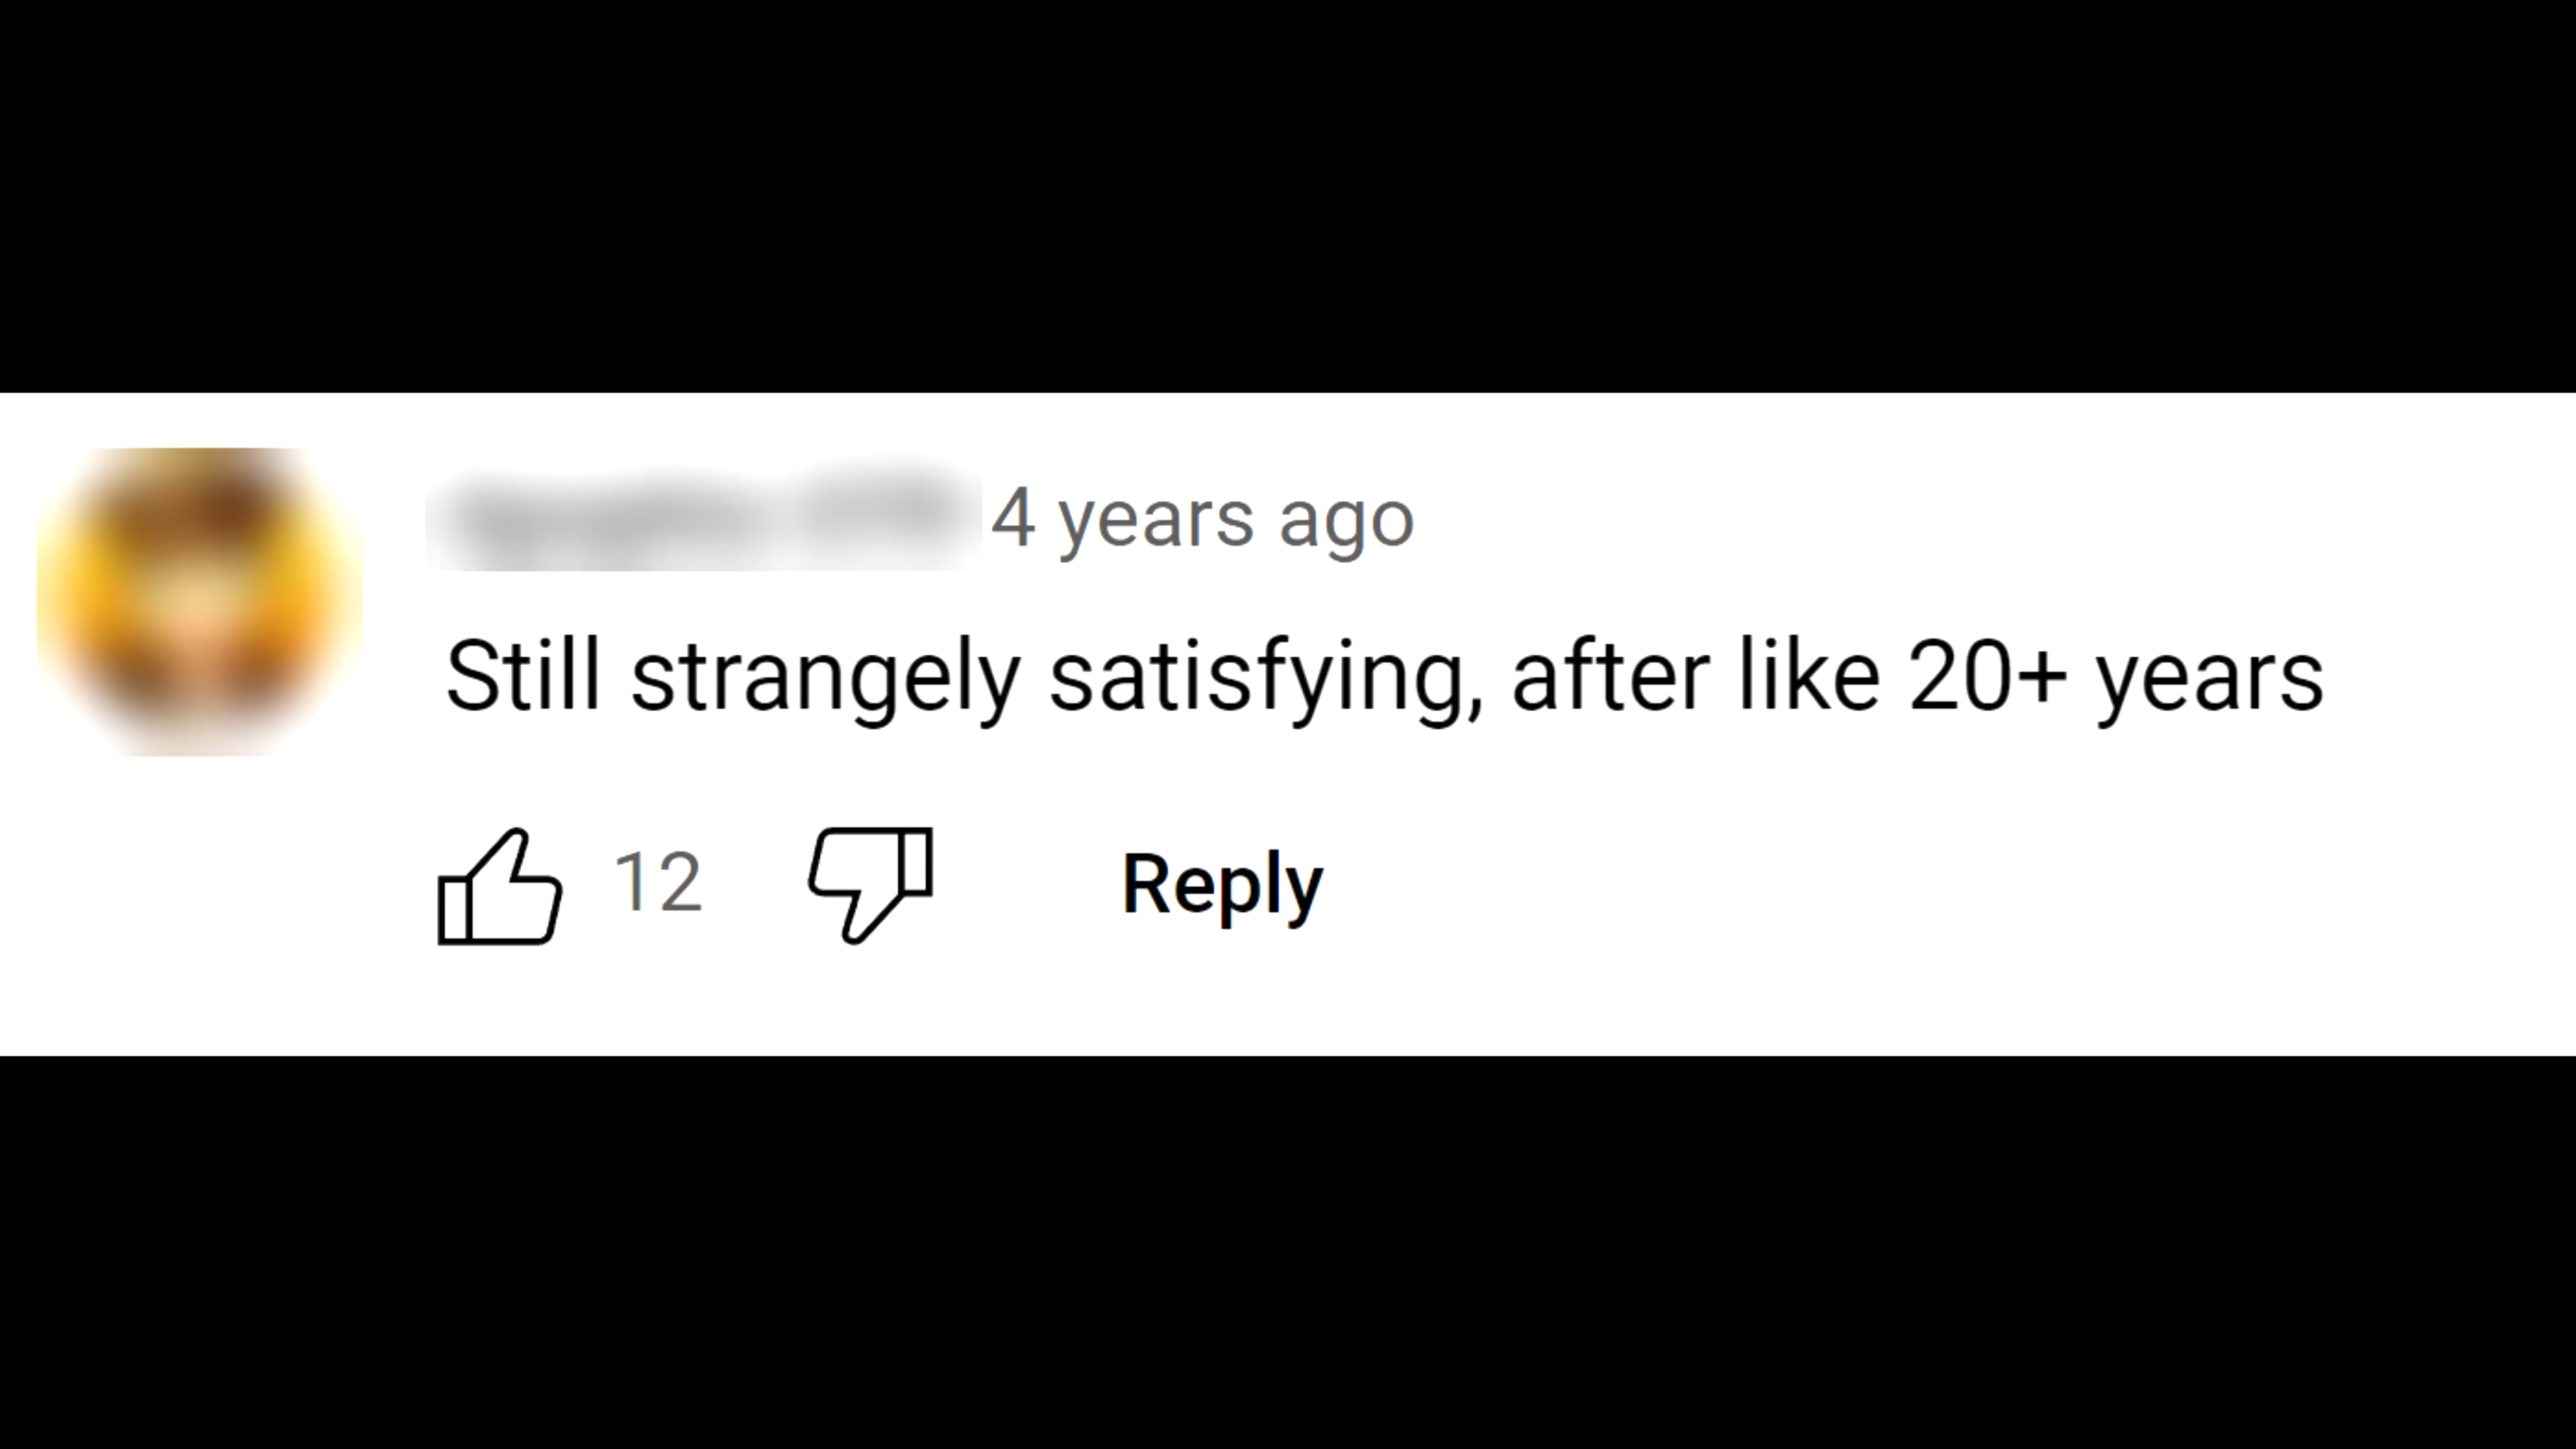 4 years ago
Still strangely satisfying, after like 20+ years
12 Reply